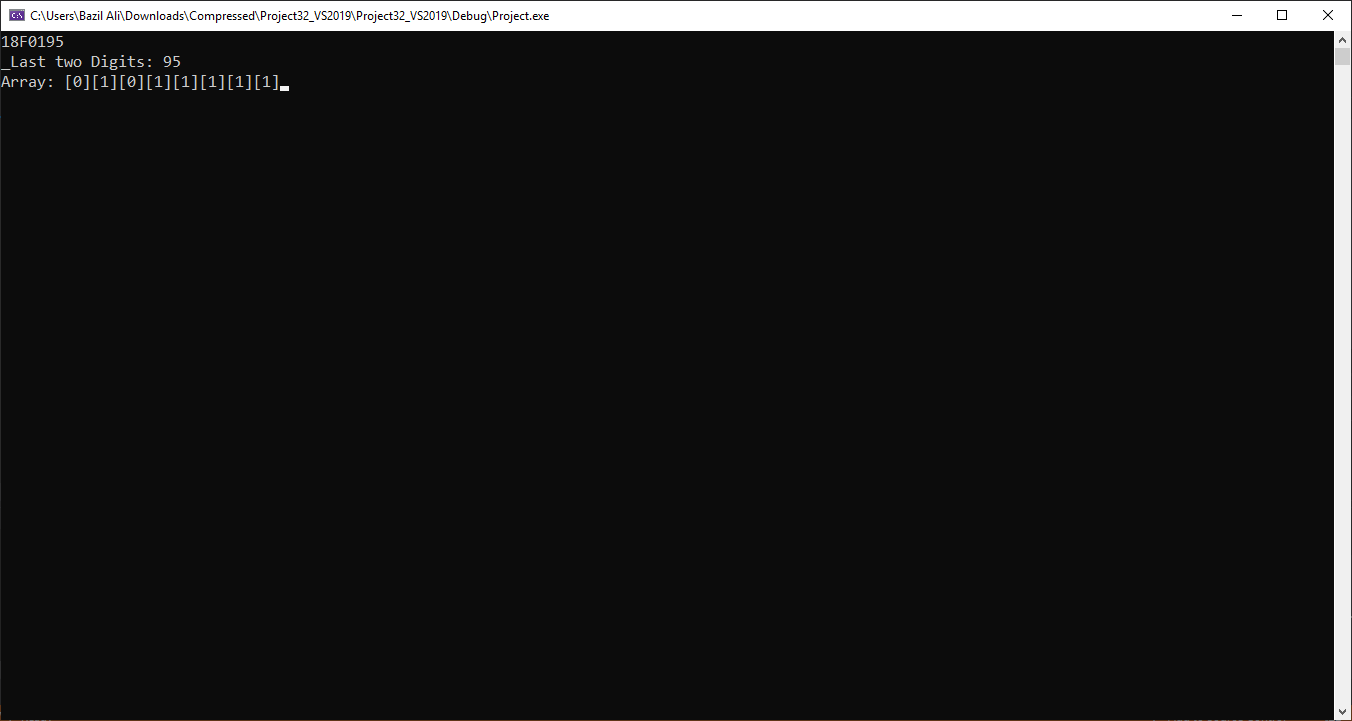 C:\Users\Bazil Ali\Downloads\Compressed\Project32_VS2019\Project32_VS2019\Debug\Project.exe
18F0195
_Last two Digits: 95
Array: [0][1][0][1][1][1][1][1]